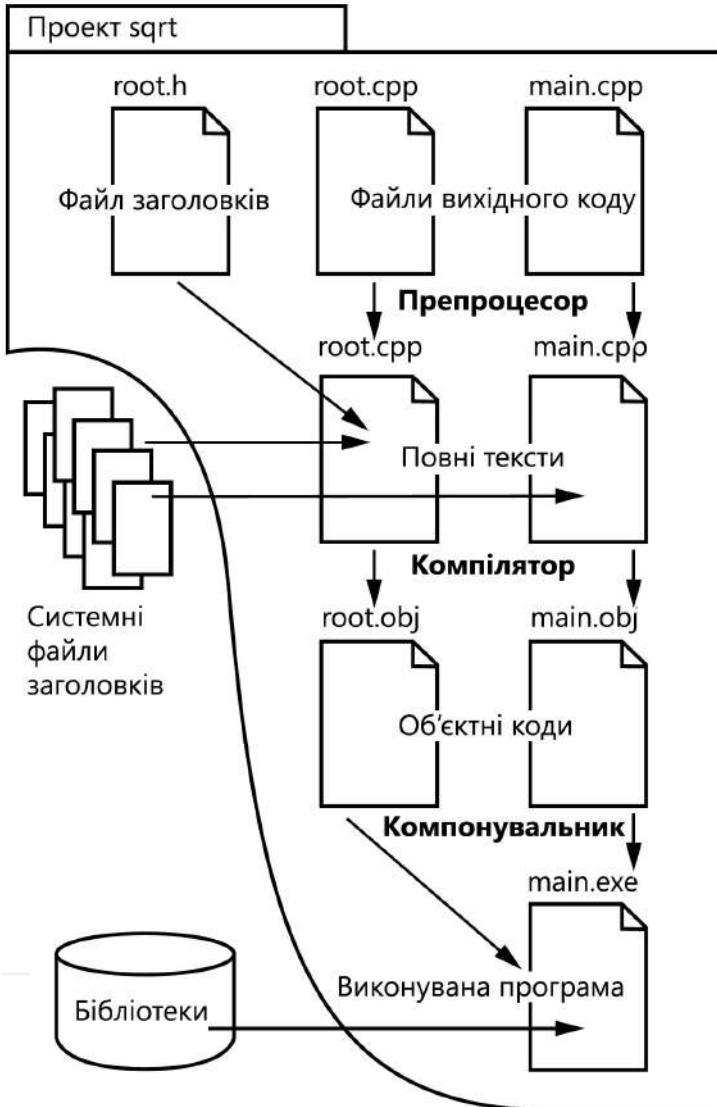 Проект sqrt
root.h
root.cpp
main.cpp
Файл заголовків
Файли вихідного коду
Препроцесор
root.cpp
main.cpp
Повні тексти
Компілятор
Системні
файли
заголовків
root.obj
main.obj
Об'єктні коди
Компонувальник
main.exe
Виконувана програма
Бібліотеки